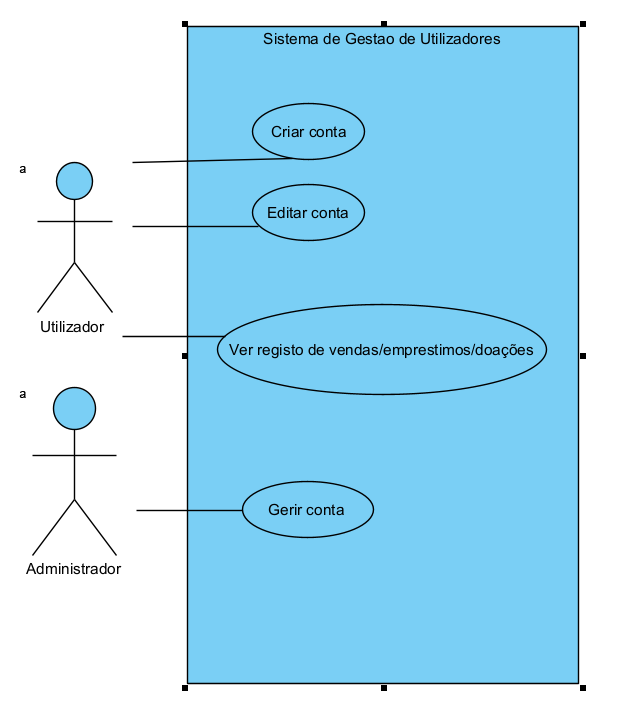 Sistema de Gestao de Utilizadores
Criar conta
a
Editar conta
Utilizador
Ver registo de vendas/emprestimos/doações
a
Gerir conta
Administrador